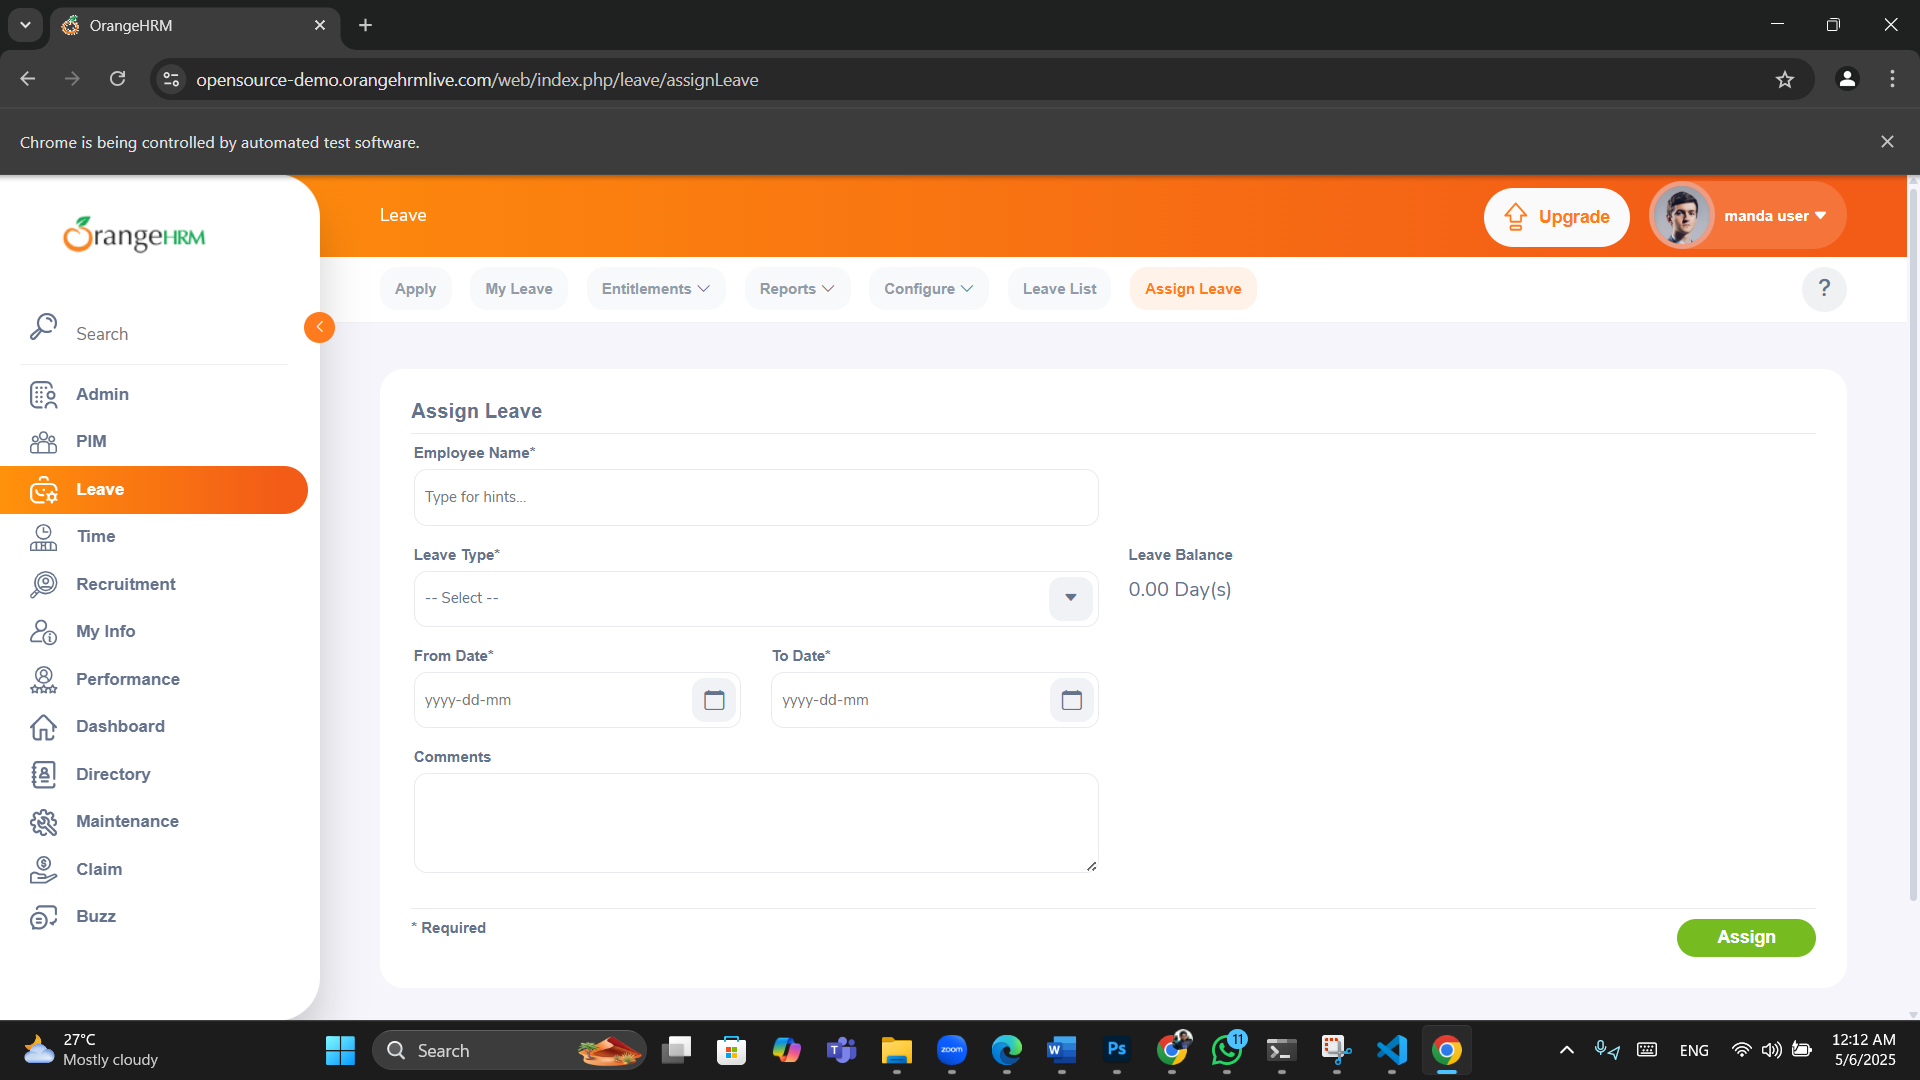 OrangeHRM
opensource-demo.orangehrmlive.com/web/index.php/leave/assignLeave
Chrome is being controlled by automated test software.
OrangeHRM
Leave
Upgrade
manda user
Apply
My Leave
Entitlements
Reports
Configure
Leave List
Assign Leave
?
Search
Admin
PIM
Leave
Time
Recruitment
My Info
Performance
Dashboard
Directory
Maintenance
Claim
Buzz
Assign Leave
Employee Name*
Type for hints...
Leave Type*
Leave Balance
-- Select --
0.00 Day(s)
From Date*
To Date*
yyyy-dd-mm
yyyy-dd-mm
Comments
* Required
Assign
27°C
Mostly cloudy
Search
T
zoom
W
Ps
11
ENG
12:12 AM
5/6/2025